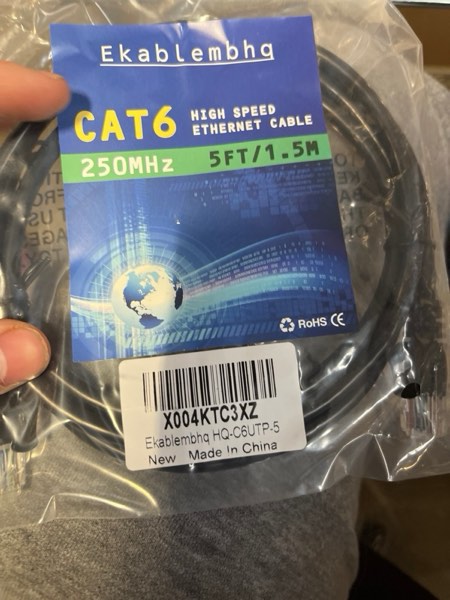 Ekablembhq
CAT6
HIGH SPEED
ETHERNET CABLE
250MHz
5FT/1.5M
RoHS CE
X004KTC3XZ
Ekablembhq HQ-C6UTP-5
New Made In China